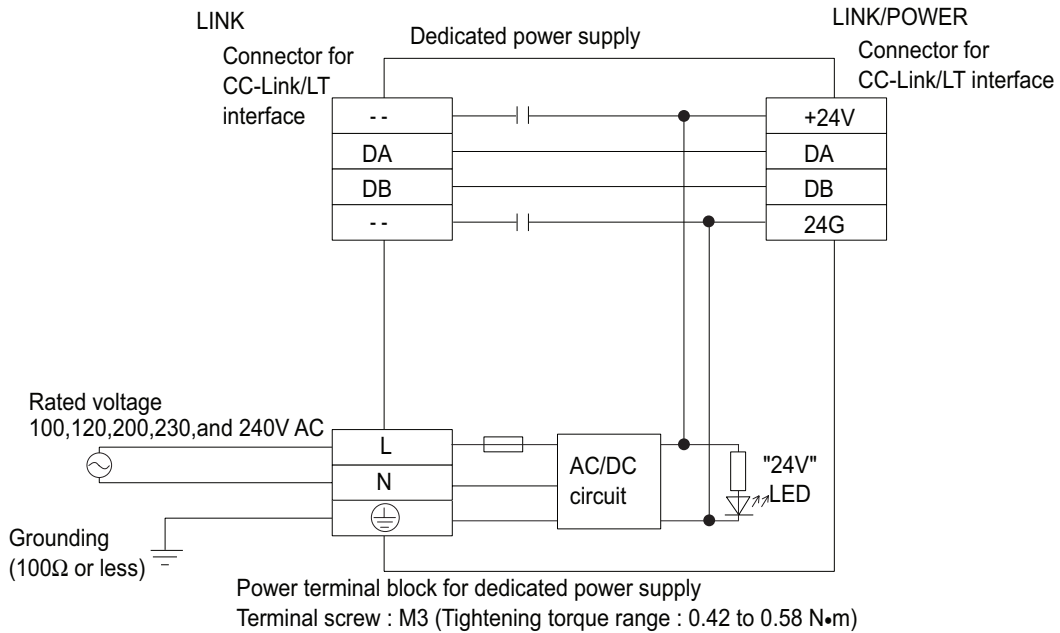 LINK
LINK/POWER
Dedicated power supply
Connector for
CC-Link/LT
interface
Connector for
CC-Link/LT interface
--
+24V
DA
DA
DB
DB
--
24G
Rated voltage
100,120,200,230,and 240V AC
L
N
AC/DC
circuit
"24V"
LED
Grounding
(100Ω or less)
Power terminal block for dedicated power supply
Terminal screw : M3 (Tightening torque range : 0.42 to 0.58 N•m)